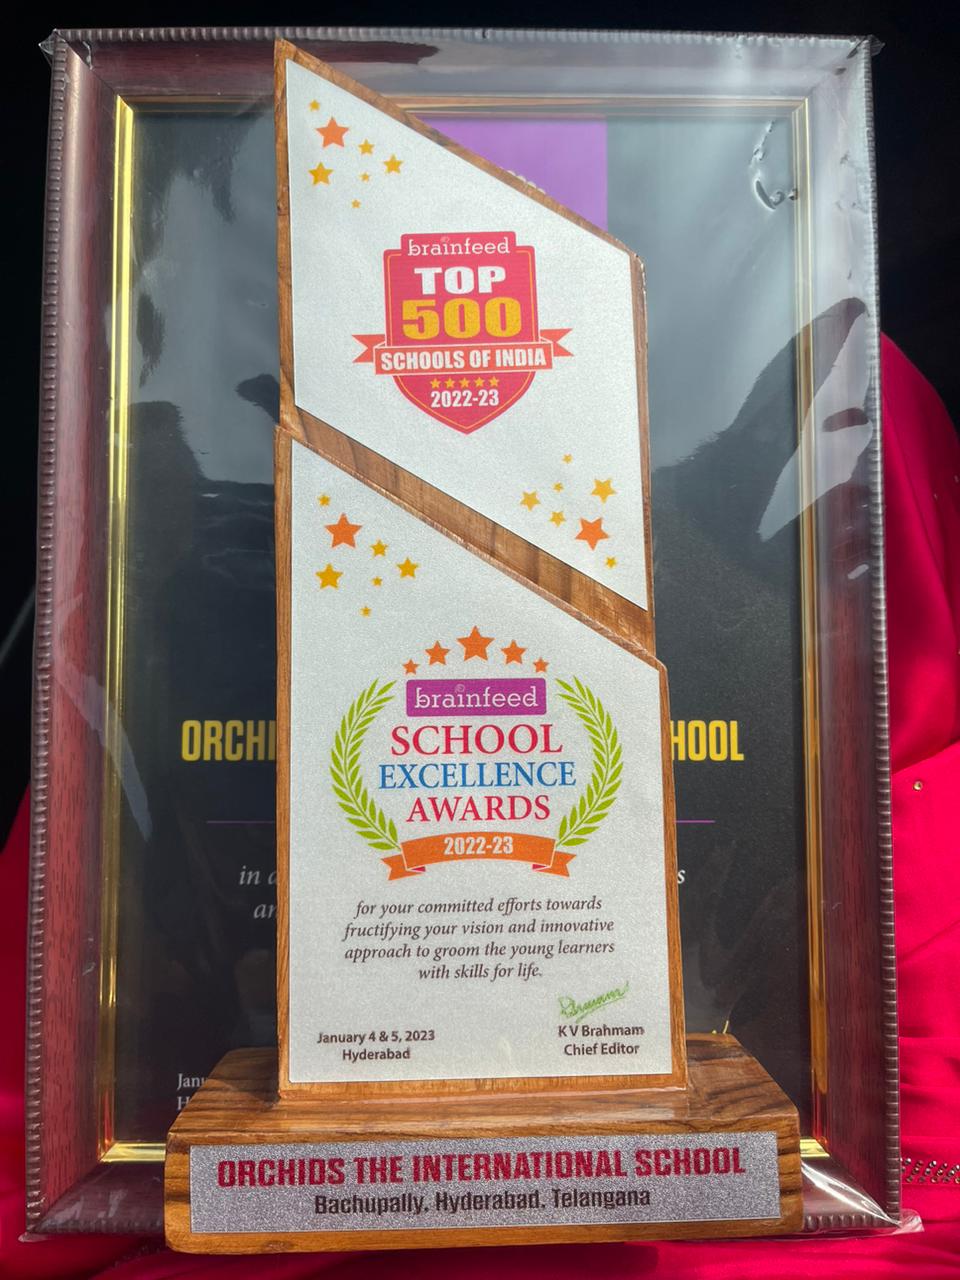 brainfeed
TOP
500
SCHOOLS OF INDIA
2022-23
brainfeed
SCHOOL
EXCELLENCE
AWARDS
2022-23
for your committed efforts towards
fructifying your vision and innovative
approach to groom the young learners
with skills for life.
January 4 & 5, 2023
Hyderabad
K V Brahmam
Chief Editor
ORCHIDS THE INTERNATIONAL SCHOOL
Bachupally, Hyderabad, Telangana